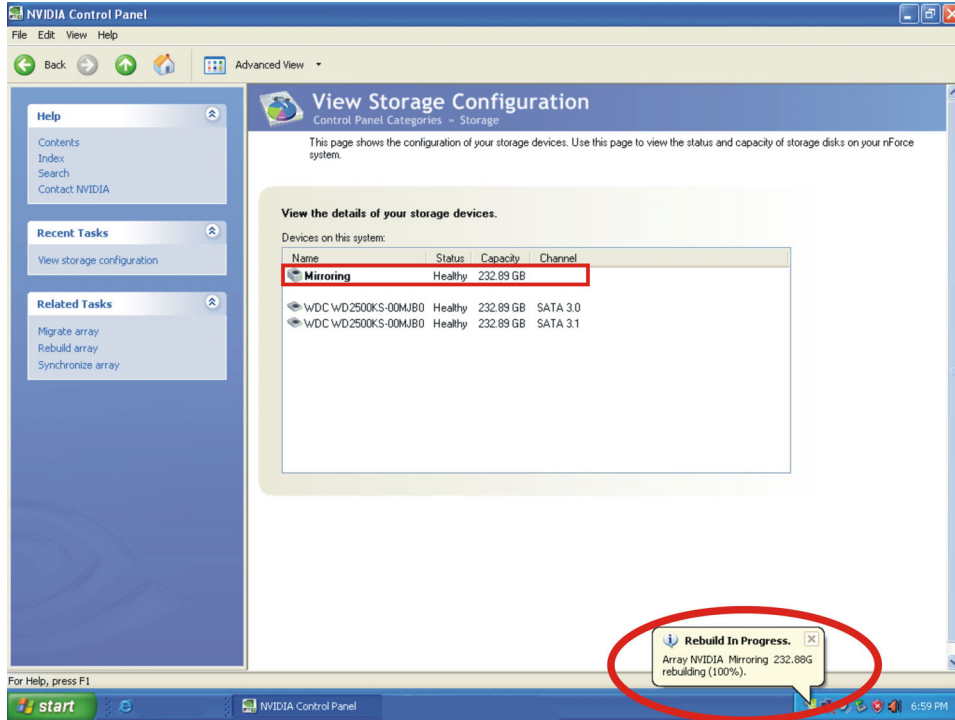 NVIDIA Control Panel
File Edit View Help
Back
Advanced View
Help
Contents
Index
Search
Contact NVIDIA
Recent Tasks
View storage configuration
Related Tasks
Migrate array
Rebuild array
Synchronize array
View Storage Configuration
Control Panel Categories » Storage
This page shows the configuration of your storage devices. Use this page to view the status and capacity of storage disks on your nForce
system.
View the details of your storage devices.
Devices on this system:
Name Status Capacity Channel
Mirroring Healthy 232.89 GB
WDC WD2500KS-00MJB0 Healthy 232.89 GB SATA 3.0
WDC WD2500KS-00MJB0 Healthy 232.89 GB SATA 3.1
Rebuild In Progress.
Array NVIDIA Mirroring 232.88G
rebuilding (100%).
For Help, press F1
start
NVIDIA Control Panel
6:59 PM